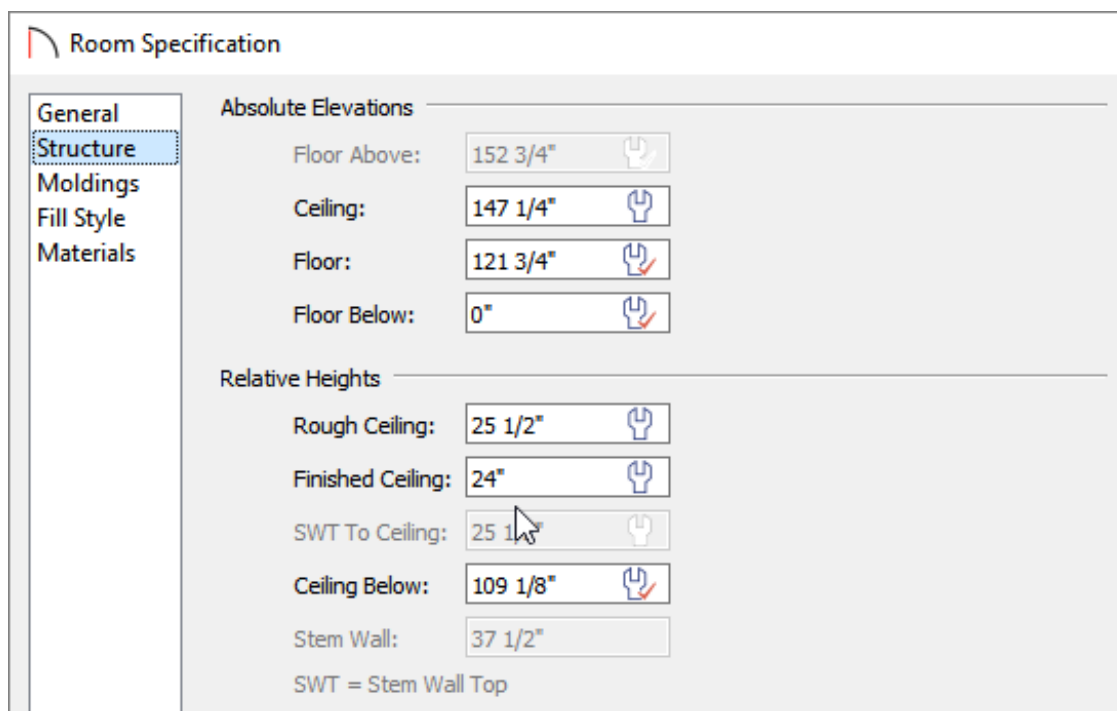 Room Specification
General
Structure
Moldings
Fill Style
Materials
Absolute Elevations
Floor Above: 152 3/4"
Ceiling: 147 1/4"
Floor: 121 3/4"
Floor Below: 0"
Relative Heights
Rough Ceiling: 25 1/2"
Finished Ceiling: 24"
SWT To Ceiling: 25
Ceiling Below: 109 1/8"
Stem Wall: 37 1/2"
SWT = Stem Wall Top